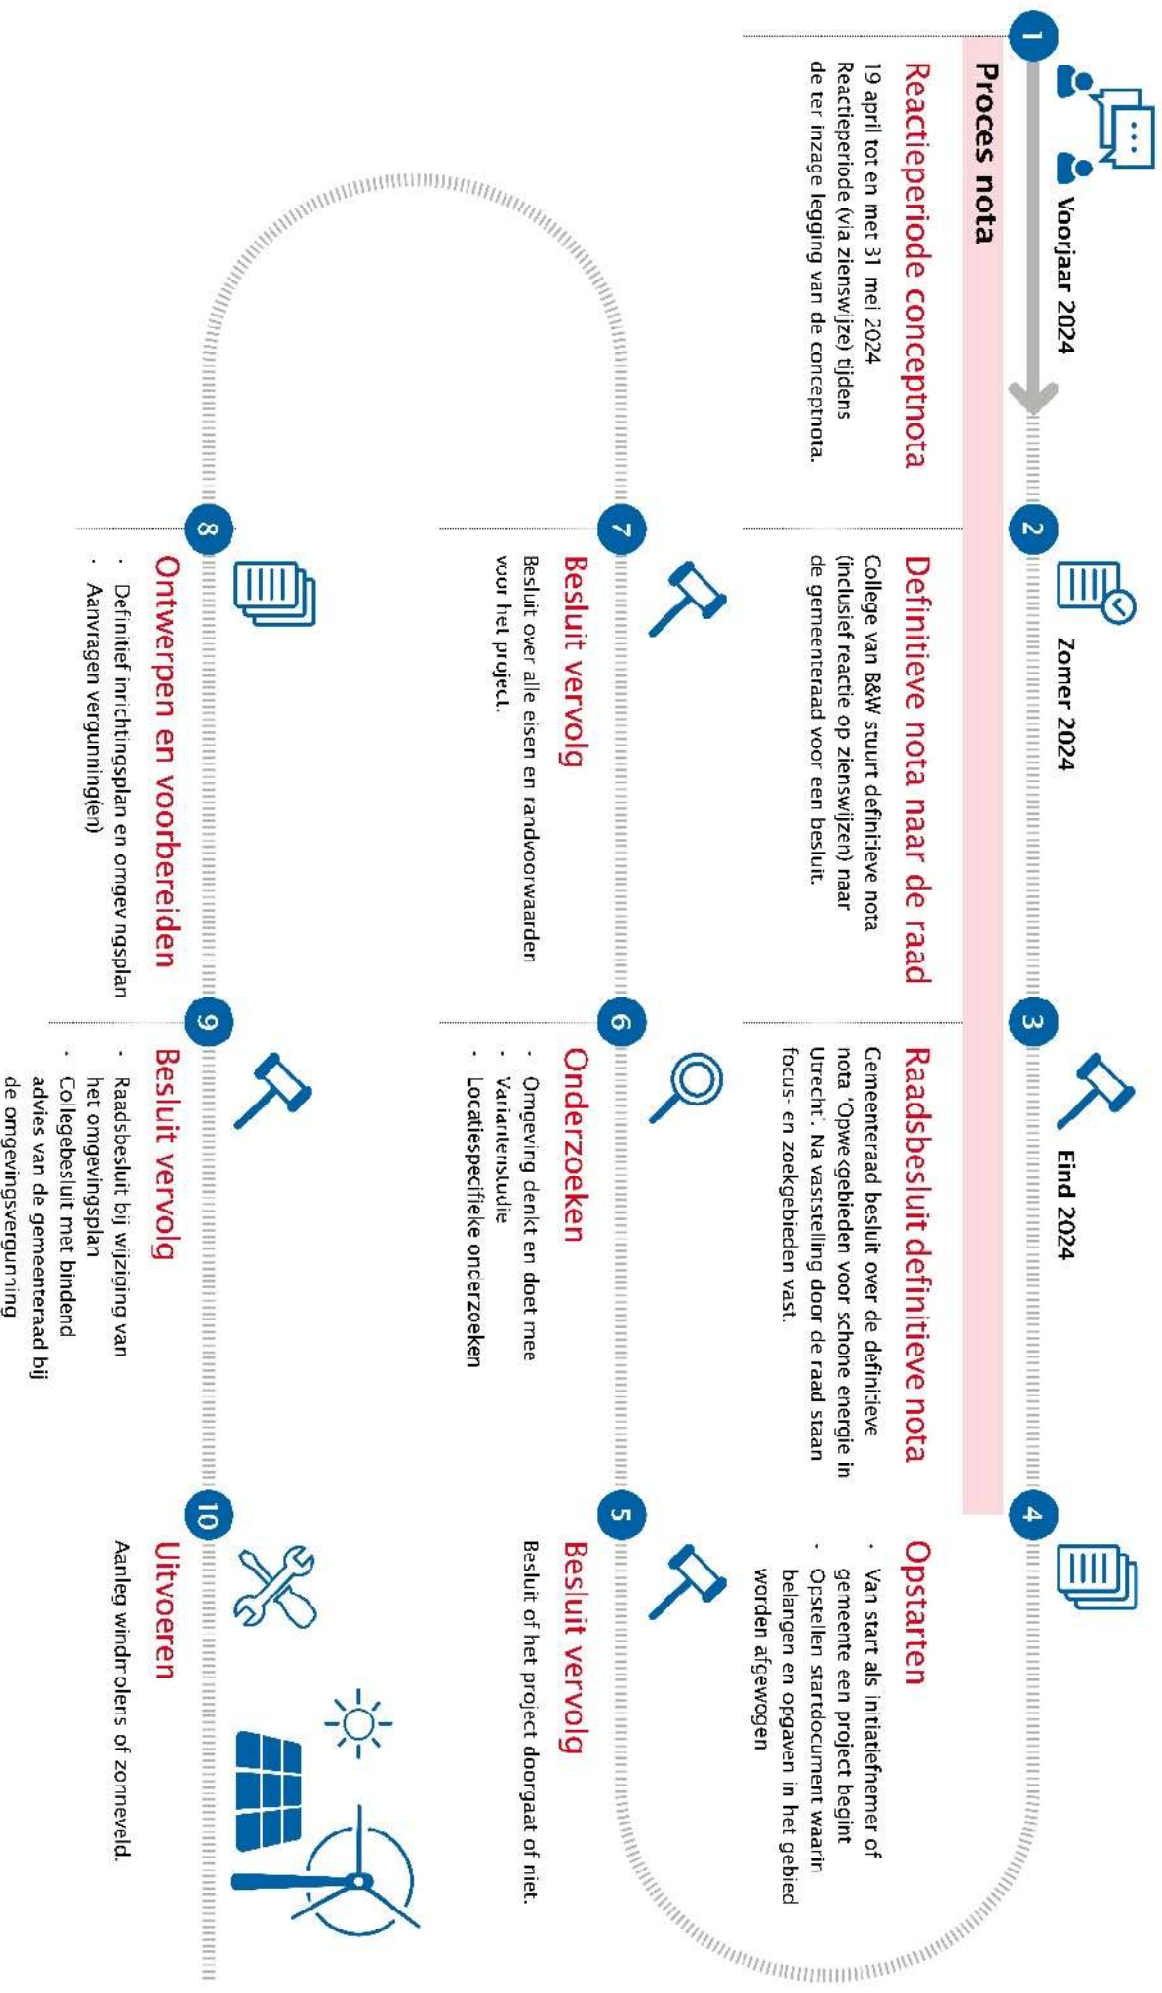 1
Voorjaar 2024
Proces nota
Reactieperiode conceptnota
19 april tot en met 31 mei 2024
Reactieperiode (via zienswijze) tijdens
de ter inzage legging van de conceptnota.
2
Zomer 2024
Definitieve nota naar de raad
College van B&W stuurt definitieve nota
(inclusief reactie op zienswijzen) naar
de gemeenteraad voor een besluit.
3
Eind 2024
Raadsbesluit definitieve nota
Gemeenteraad besluit over de definitieve
nota 'Opwekgebieden voor schone energie in
Utrecht'. Na vaststelling door de raad staan
focus- en zoekgebieden vast.
4
Opstarten
· Van start als initiatiefnemer of
gemeente een project begint
· Opstellen startdocument waarin
belangen en opgaven in het gebied
worden afgewogen
5
Besluit vervolg
Besluit of het project doorgaat of niet.
6
Onderzoeken
· Omgeving denkt en doet mee
· Variantenstudie
· Locatiespecifieke onderzoeken
7
Besluit vervolg
Besluit over alle eisen en randvoorwaarden
voor het project.
8
Ontwerpen en voorbereiden
· Definitief inrichtingsplan en omgevingsplan
· Aanvragen vergunning(en)
9
Besluit vervolg
· Raadsbesluit bij wijziging van
het omgevingsplan
· Collegebesluit met bindend
advies van de gemeenteraad bij
de omgevingsvergunning
10
Uitvoeren
Aanleg windmolens of zonneveld.